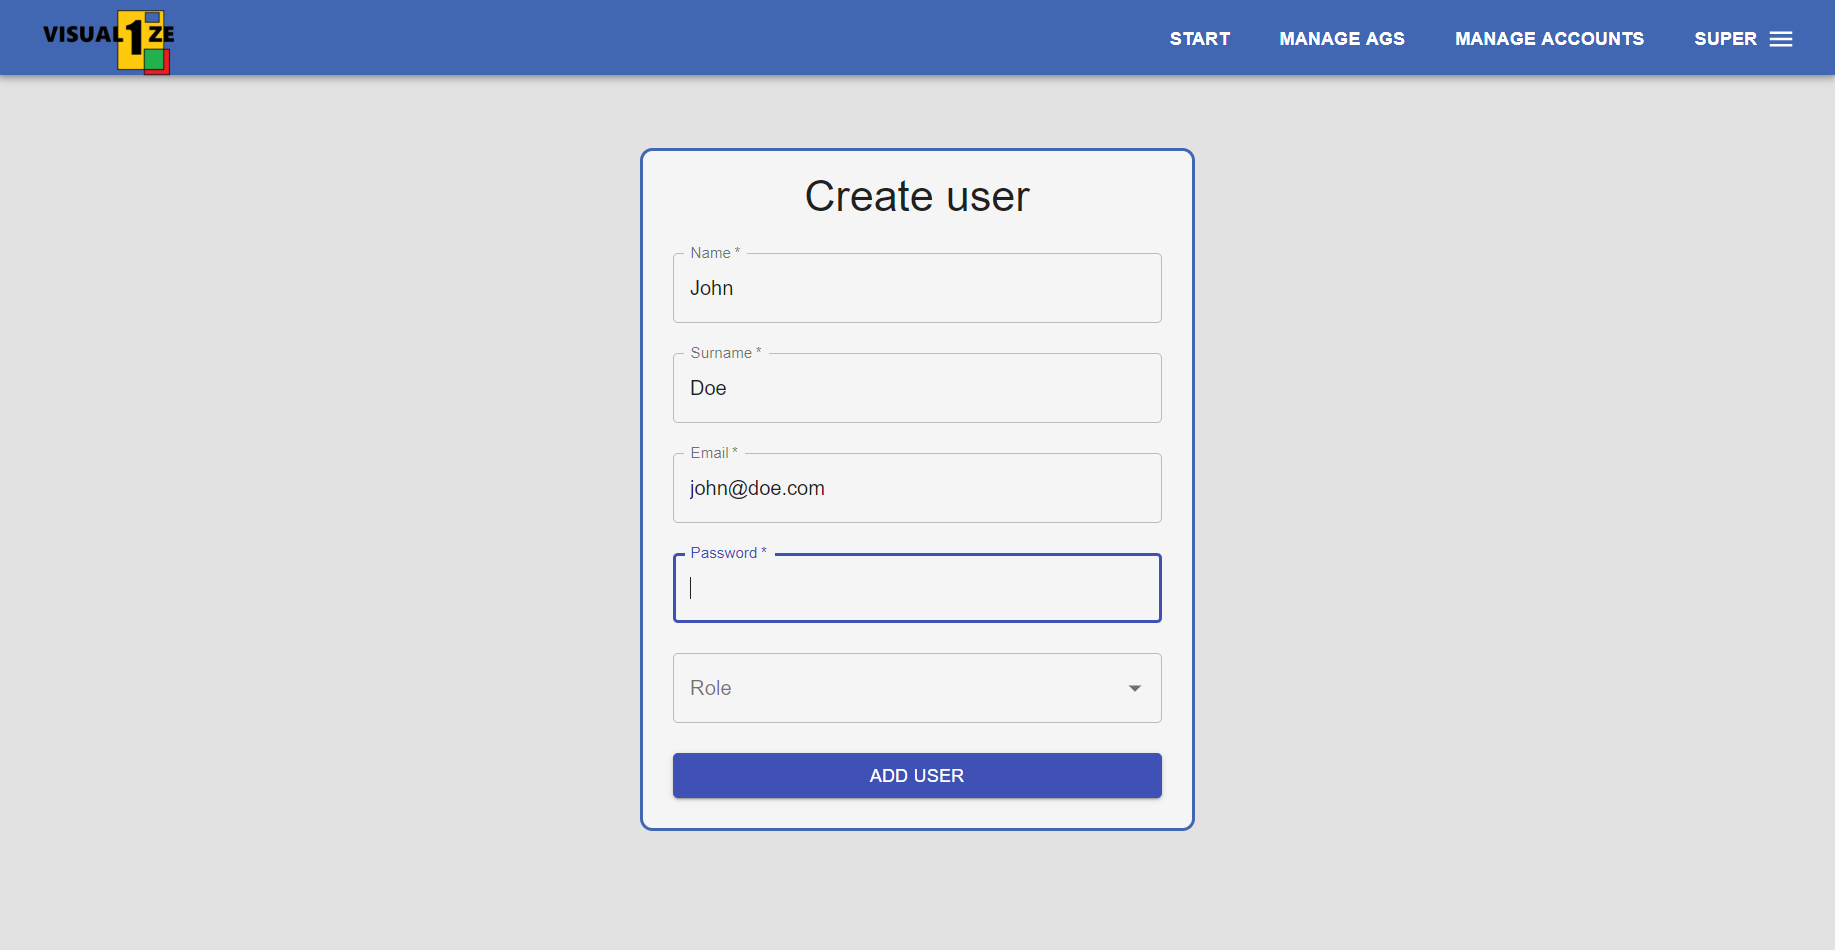 VISUAL1ZE
START
MANAGE AGS
MANAGE ACCOUNTS
SUPER
Create user
Name *
John
Surname *
Doe
Email *
john@doe.com
Password *
Role
ADD USER